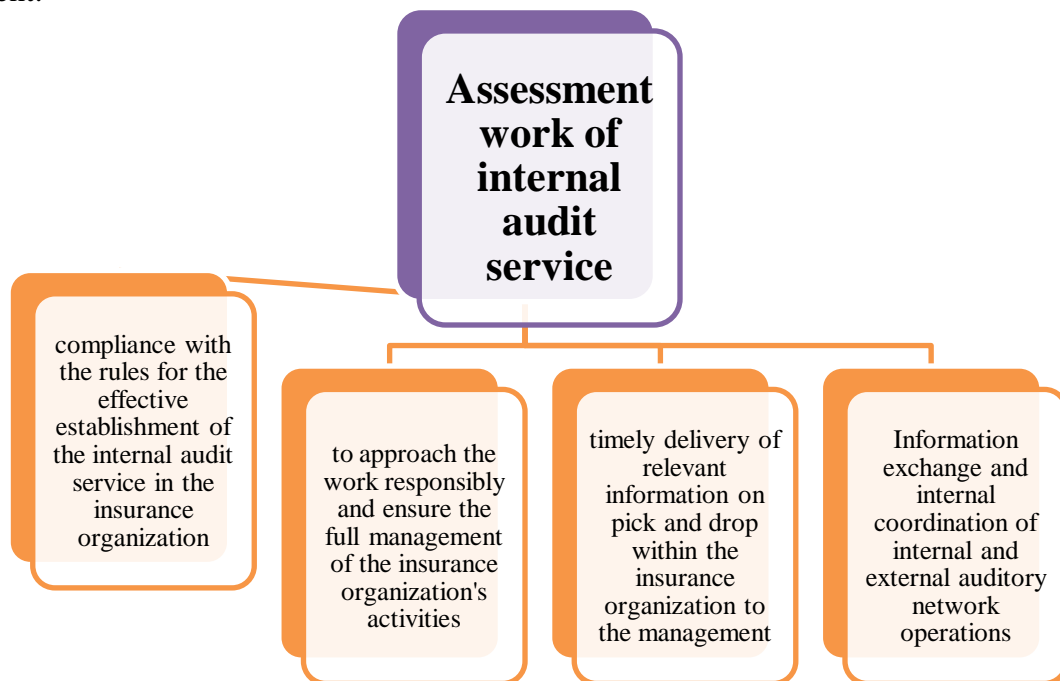 Assessment
work of
internal
audit
service
compliance with
the rules for the
effective
establishment of
the internal audit
service in the
insurance
organization
to approach the
work responsibly
and ensure the
full management
of the insurance
organization's
activities
timely delivery of
relevant
information on
pick and drop
within the
insurance
organization to
the management
Information
exchange and
internal
coordination of
internal and
external auditory
network
operations